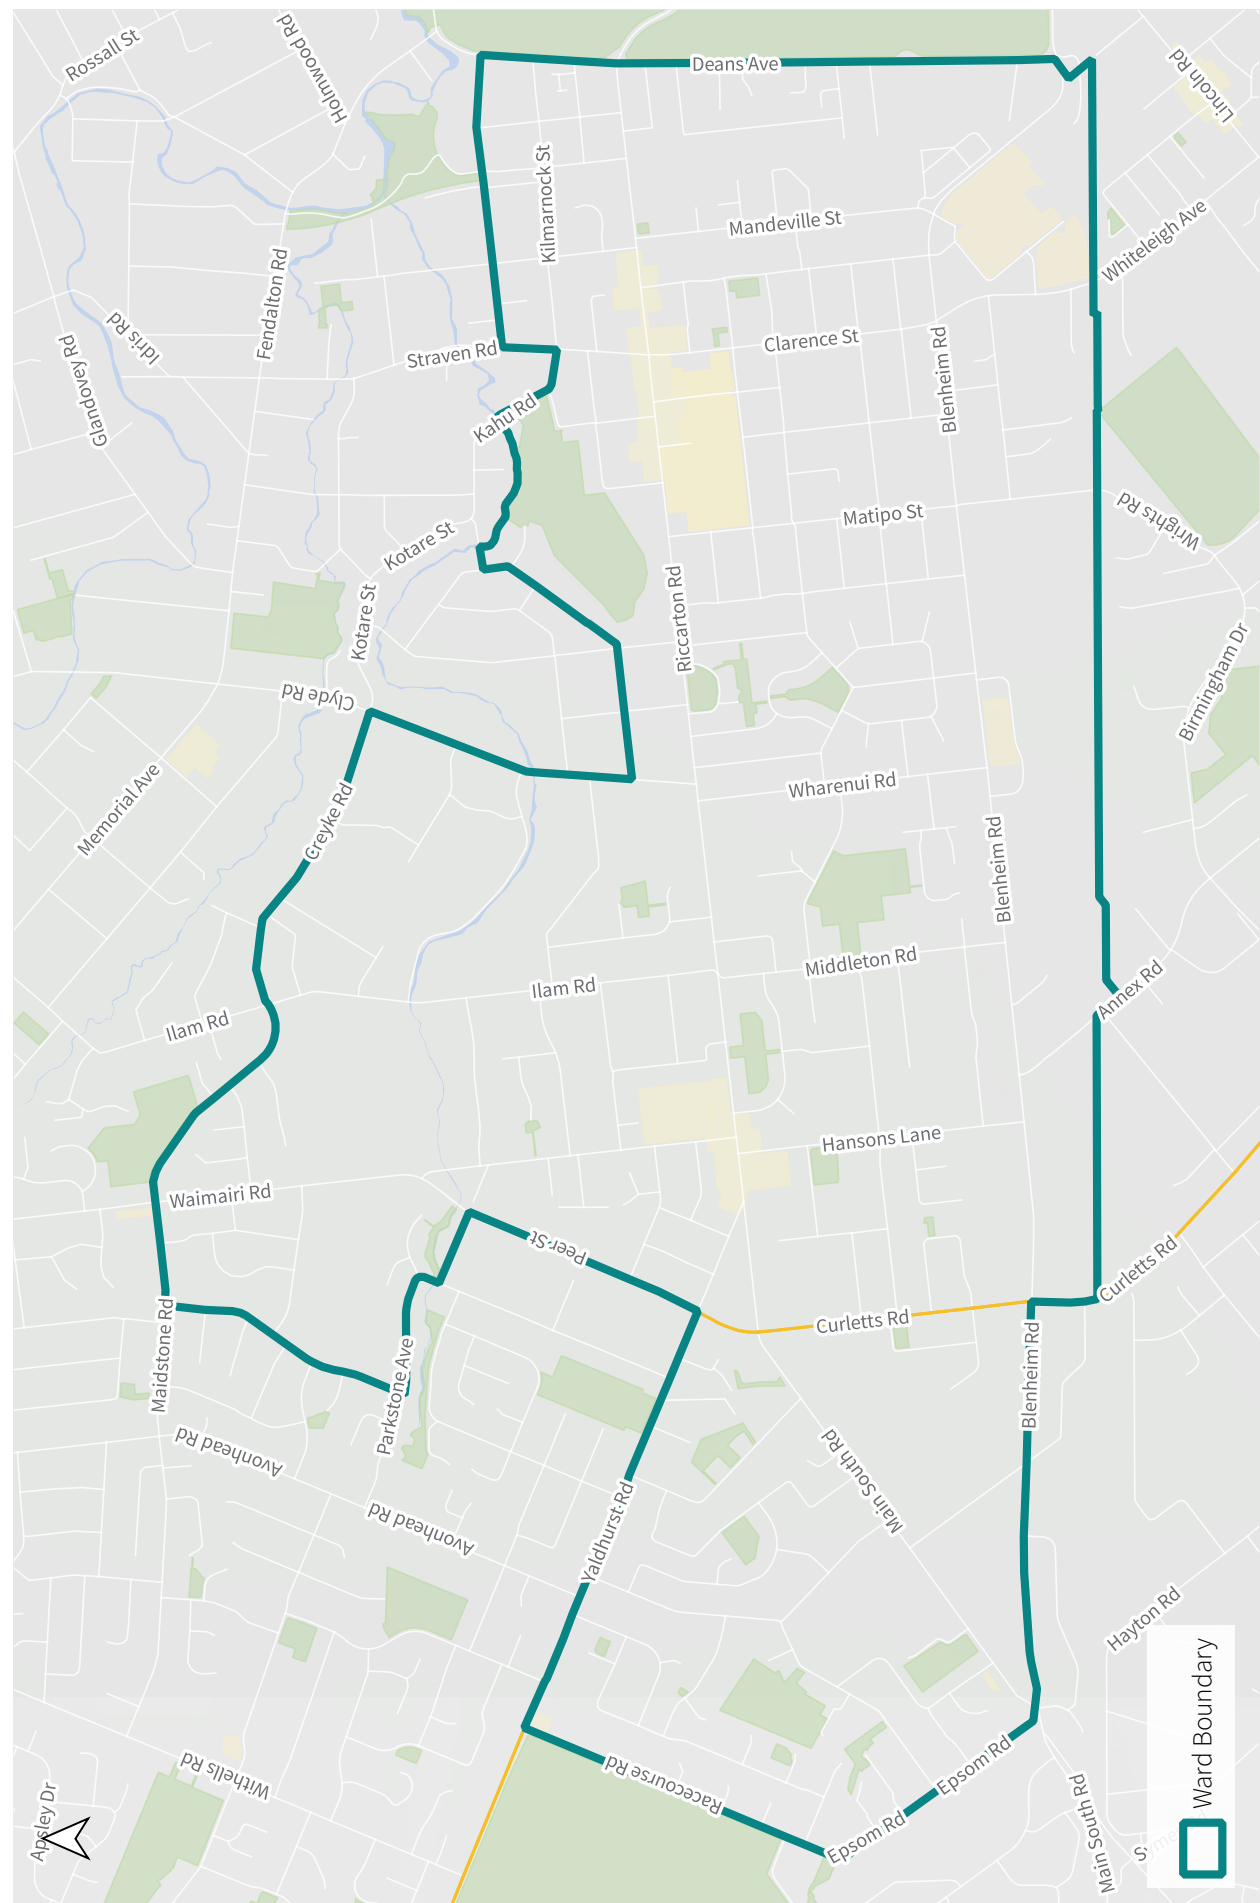 Rossall St
Holmwood Rd
Deans Ave
Lincoln Rd
Kilmarnock St
Mandeville St
Whiteleigh Ave
Fendalton Rd
Idris Rd
Glandovey Rd
Straven Rd
Clarence St
Blenheim Rd
Kahu Rd
Matipo St
Wrights Rd
Kotare St
Kotare St
Riccarton Rd
Clyde Rd
Birmingham Dr
Memorial Ave
Creyke Rd
Wharenui Rd
Blenheim Rd
Middleton Rd
Ilam Rd
Annex Rd
Ilam Rd
Hansons Lane
Waimairi Rd
Peer St
Curletts Rd
Curletts Rd
Maidstone Rd
Parkstone Ave
Blenheim Rd
Avonhead Rd
Main South Rd
Avonhead Rd
Yaldhurst Rd
Hayton Rd
Ward Boundary
Withells Rd
Racecourse Rd
Epsom Rd
Apsley Dr
Epsom Rd
Main South Rd